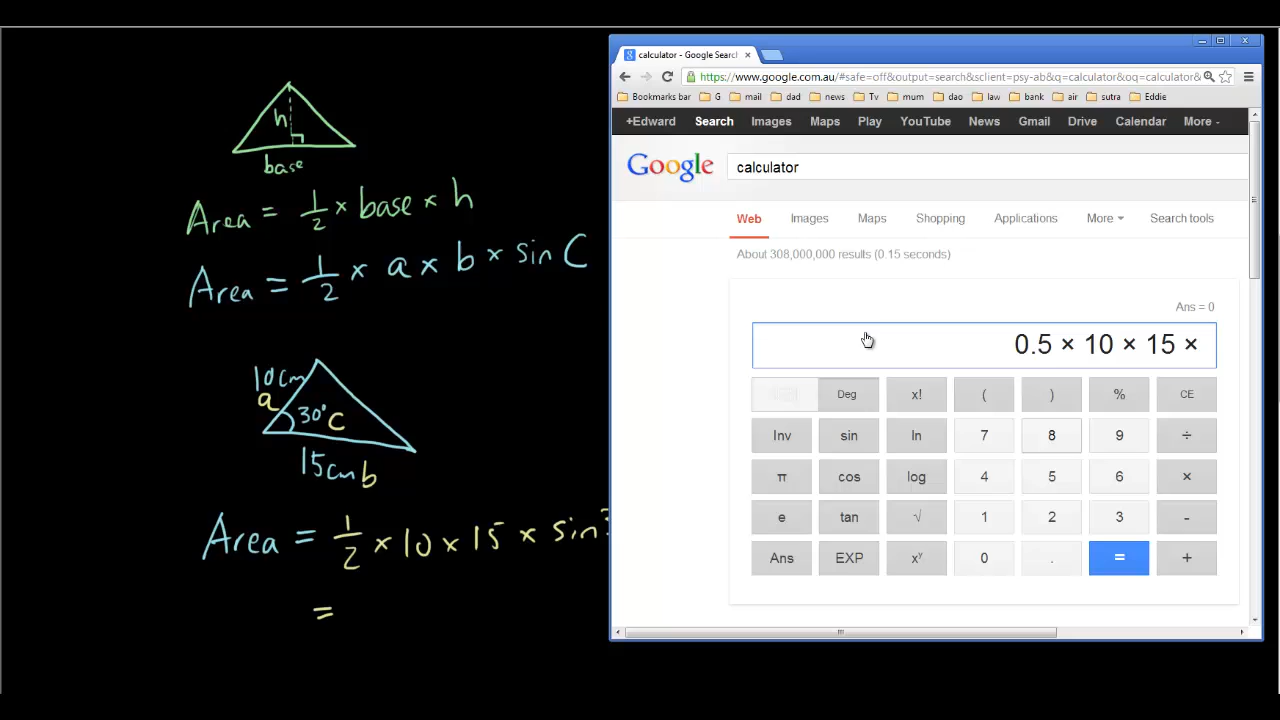 h
base
Area = 1/2 × base × h
Area = 1/2 × a × b × sin C
10cm
a
30° C
15cm b
Area = 1/2 × 10 × 15 × sin
=
calculator - Google Search
https://www.google.com.au/#safe=off&output=search&sclient=psy-ab&q=calculator&oq=calculator&
Bookmarks bar G mail dad news Tv mum dao law bank air sutra Eddie
+Edward Search Images Maps Play YouTube News Gmail Drive Calendar More
Google calculator
Web Images Maps Shopping Applications More Search tools
About 308,000,000 results (0.15 seconds)
Ans = 0
0.5 × 10 × 15 ×
Deg x! ( ) % CE
Inv sin ln 7 8 9 ÷
π cos log 4 5 6 ×
e tan √ 1 2 3 -
Ans EXP xʸ 0 . = +